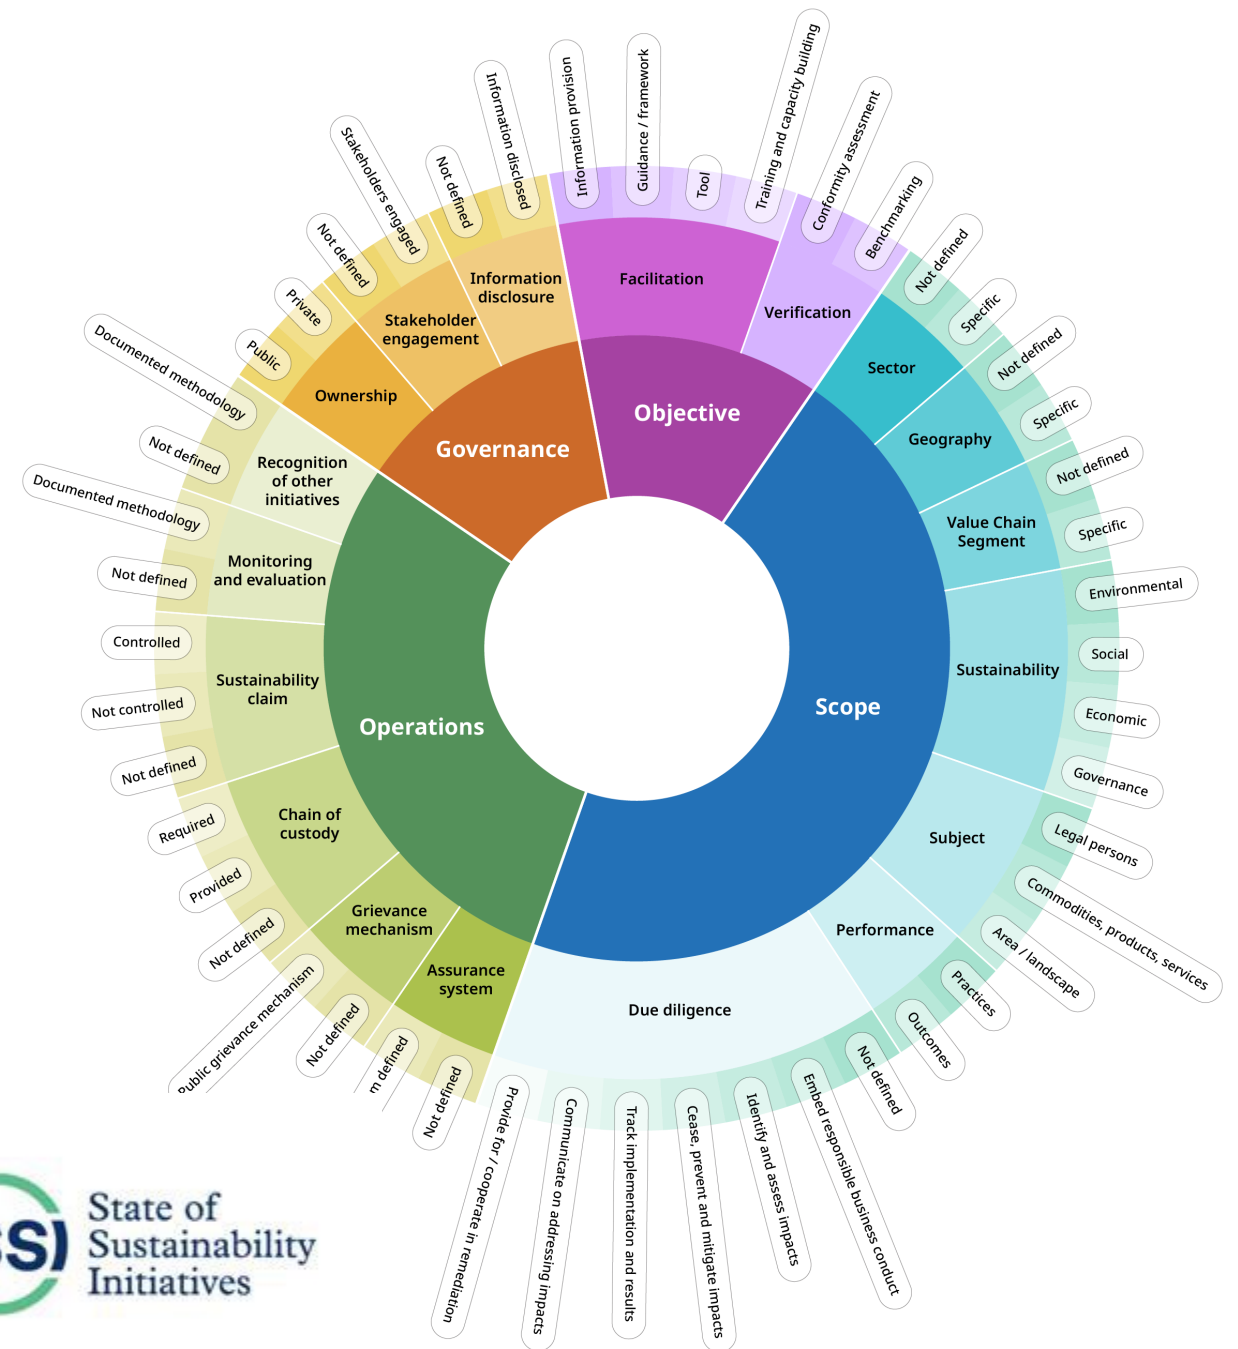 Objective
Facilitation
Information provision
Guidance / framework
Tool
Training and capacity building
Verification
Conformity assessment
Benchmarking
Scope
Sector
Not defined
Specific
Geography
Not defined
Specific
Value Chain
Segment
Not defined
Specific
Sustainability
Environmental
Social
Economic
Governance
Subject
Legal persons
Commodities, products, services
Area / landscape
Performance
Practices
Outcomes
Due diligence
Not defined
Embed responsible business conduct
Identify and assess impacts
Cease, prevent and mitigate impacts
Track implementation and results
Communicate on addressing impacts
Provide for / cooperate in remediation
Operations
Assurance
system
Not defined
m defined
Grievance
mechanism
Not defined
Public grievance mechanism
Chain of
custody
Not defined
Provided
Required
Sustainability
claim
Not defined
Not controlled
Controlled
Monitoring
and evaluation
Not defined
Documented methodology
Recognition
of other
initiatives
Not defined
Documented methodology
Governance
Ownership
Public
Private
Stakeholder
engagement
Not defined
Stakeholders engaged
Information
disclosure
Not defined
Information disclosed
SSI
State of
Sustainability
Initiatives